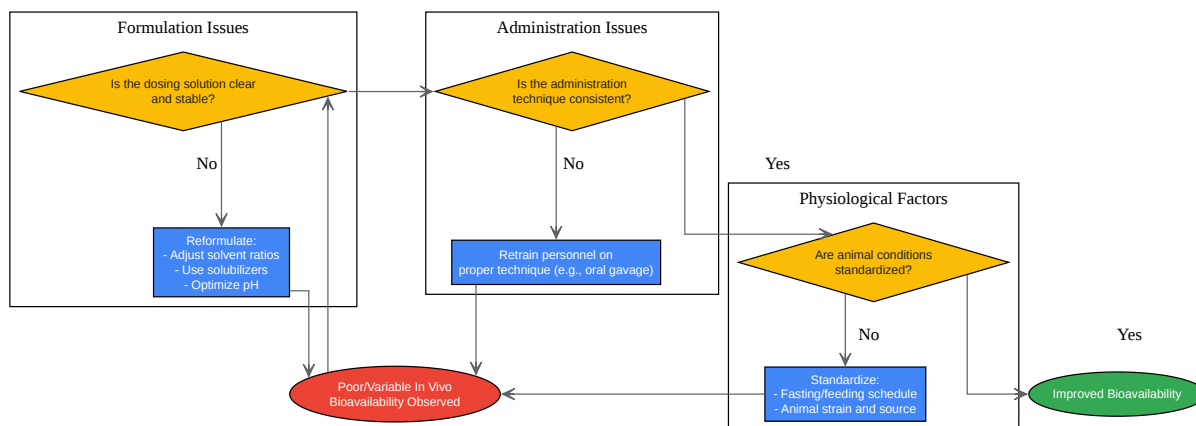 Formulation Issues
Is the dosing solution clear
and stable?
No
Reformulate:
- Adjust solvent ratios
- Use solubilizers
- Optimize pH
Administration Issues
Is the administration
technique consistent?
No
Retrain personnel on
proper technique (e.g., oral gavage)
Yes
Physiological Factors
Are animal conditions
standardized?
No
Standardize:
- Fasting/feeding schedule
- Animal strain and source
Yes
Poor/Variable In Vivo
Bioavailability Observed
Improved Bioavailability